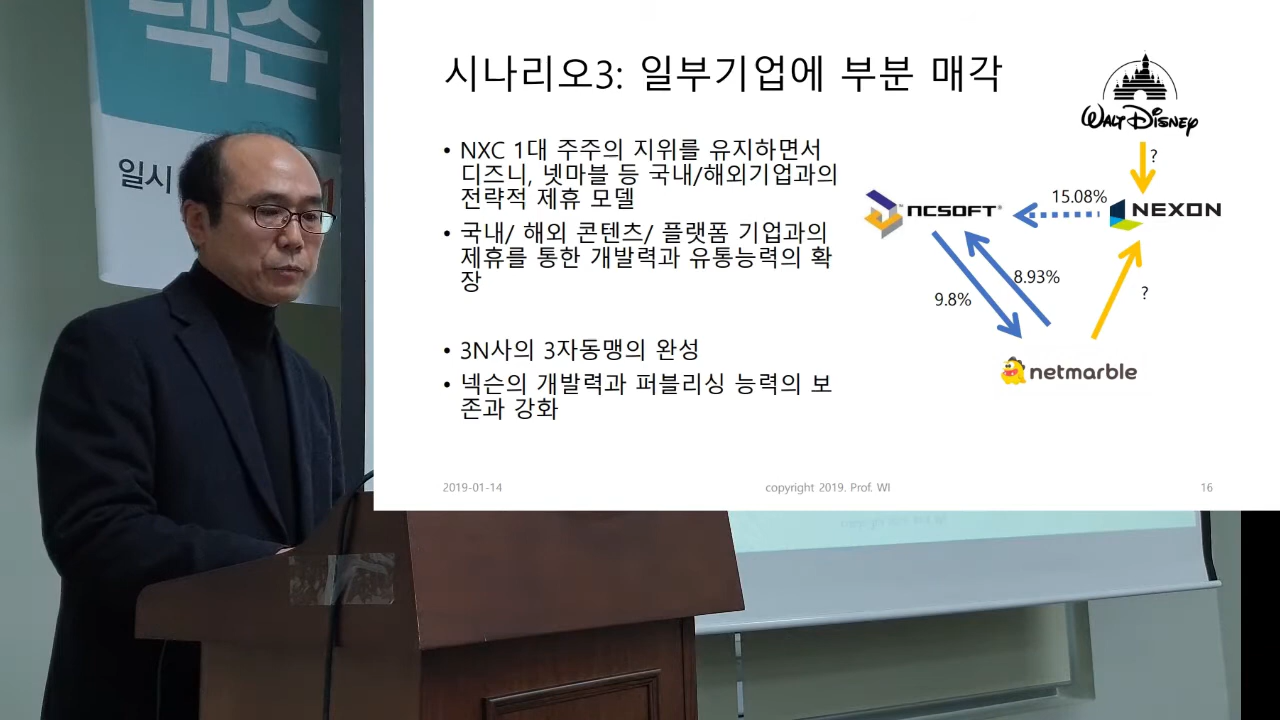 넥슨
일시
시나리오3: 일부기업에 부분 매각
• NXC 1대 주주의 지위를 유지하면서
디즈니, 넷마블 등 국내/해외기업과의
전략적 제휴 모델
• 국내/ 해외 콘텐츠/ 플랫폼 기업과의
제휴를 통한 개발력과 유통능력의 확
장
• 3N사의 3자동맹의 완성
• 넥슨의 개발력과 퍼블리싱 능력의 보
존과 강화
WALT DISNEY
?
15.08%
NCSOFT®
NEXON
8.93%
9.8%
?
netmarble
2019-01-14
copyright 2019. Prof. WI
16